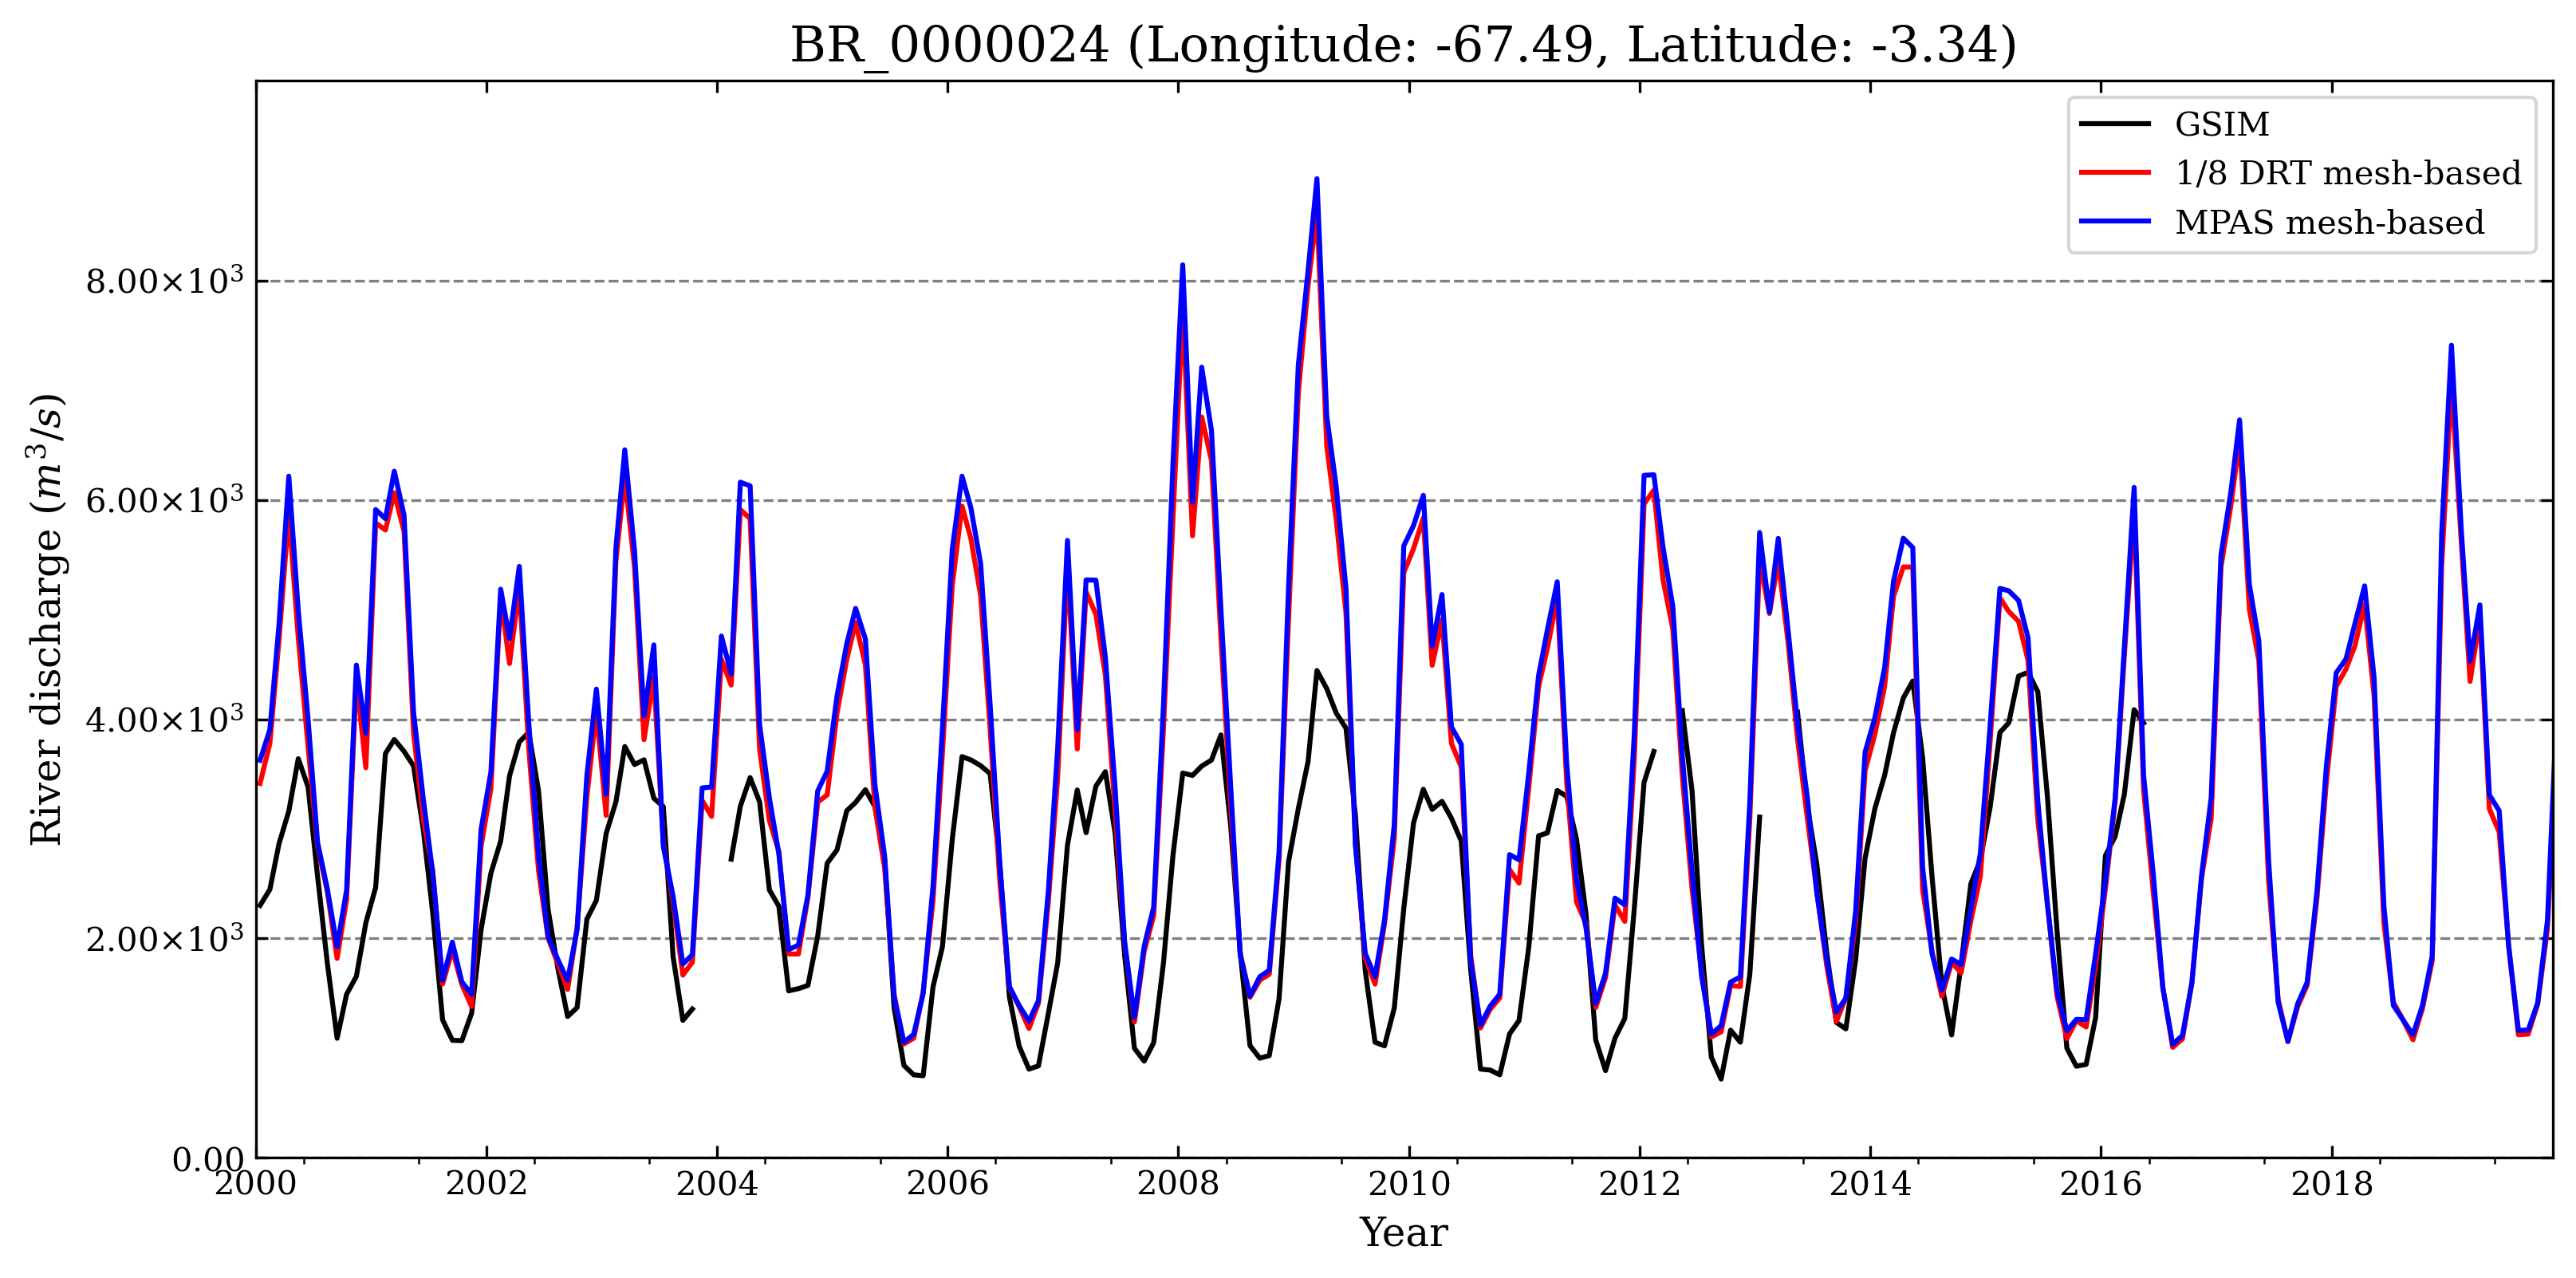 BR_0000024 (Longitude: -67.49, Latitude: -3.34)
GSIM
1/8 DRT mesh-based
MPAS mesh-based
River discharge (m³/s)
8.00×10³
6.00×10³
4.00×10³
2.00×10³
0.00
2000 2002 2004 2006 2008 2010 2012 2014 2016 2018
Year